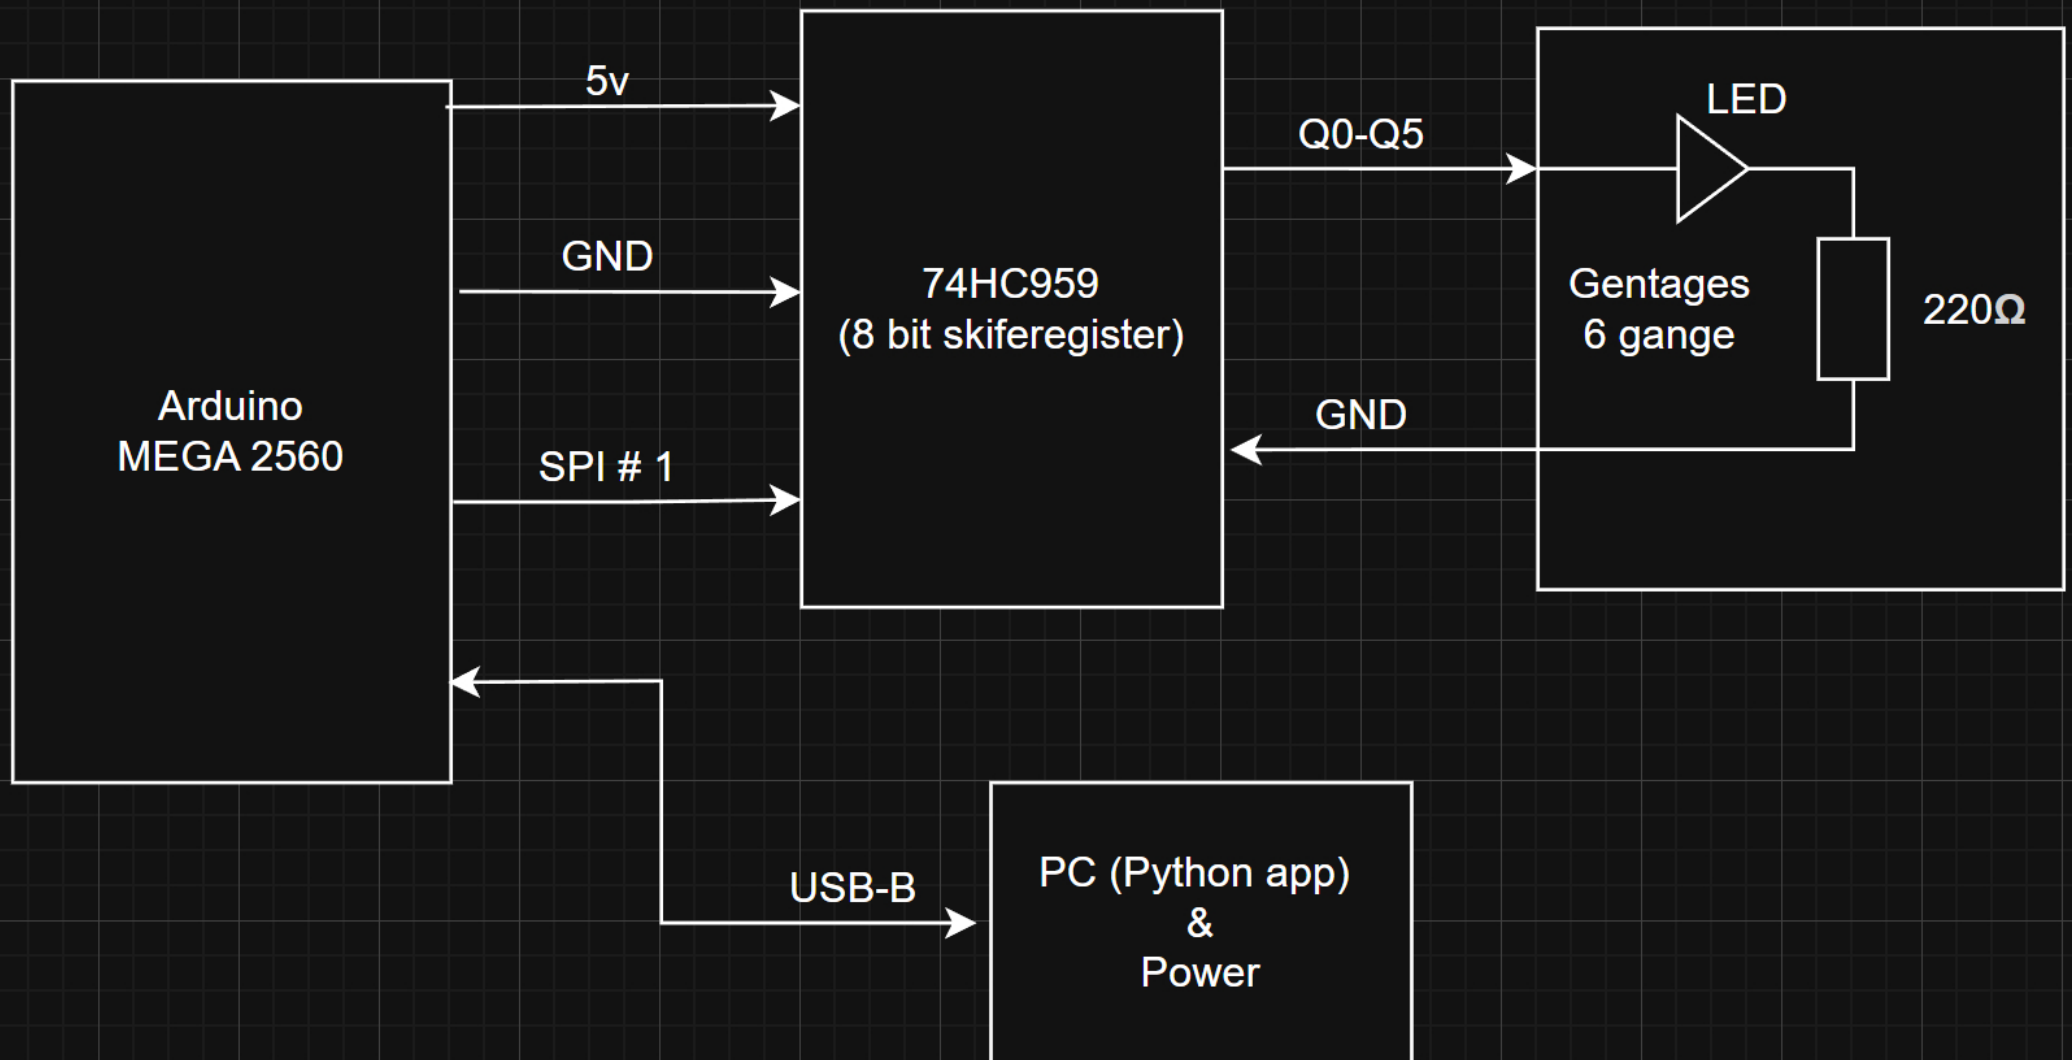 Arduino
MEGA 2560
5v
GND
SPI # 1
74HC959
(8 bit skiferegister)
Q0-Q5
GND
LED
Gentages
6 gange
220Ω
USB-B
PC (Python app)
&
Power